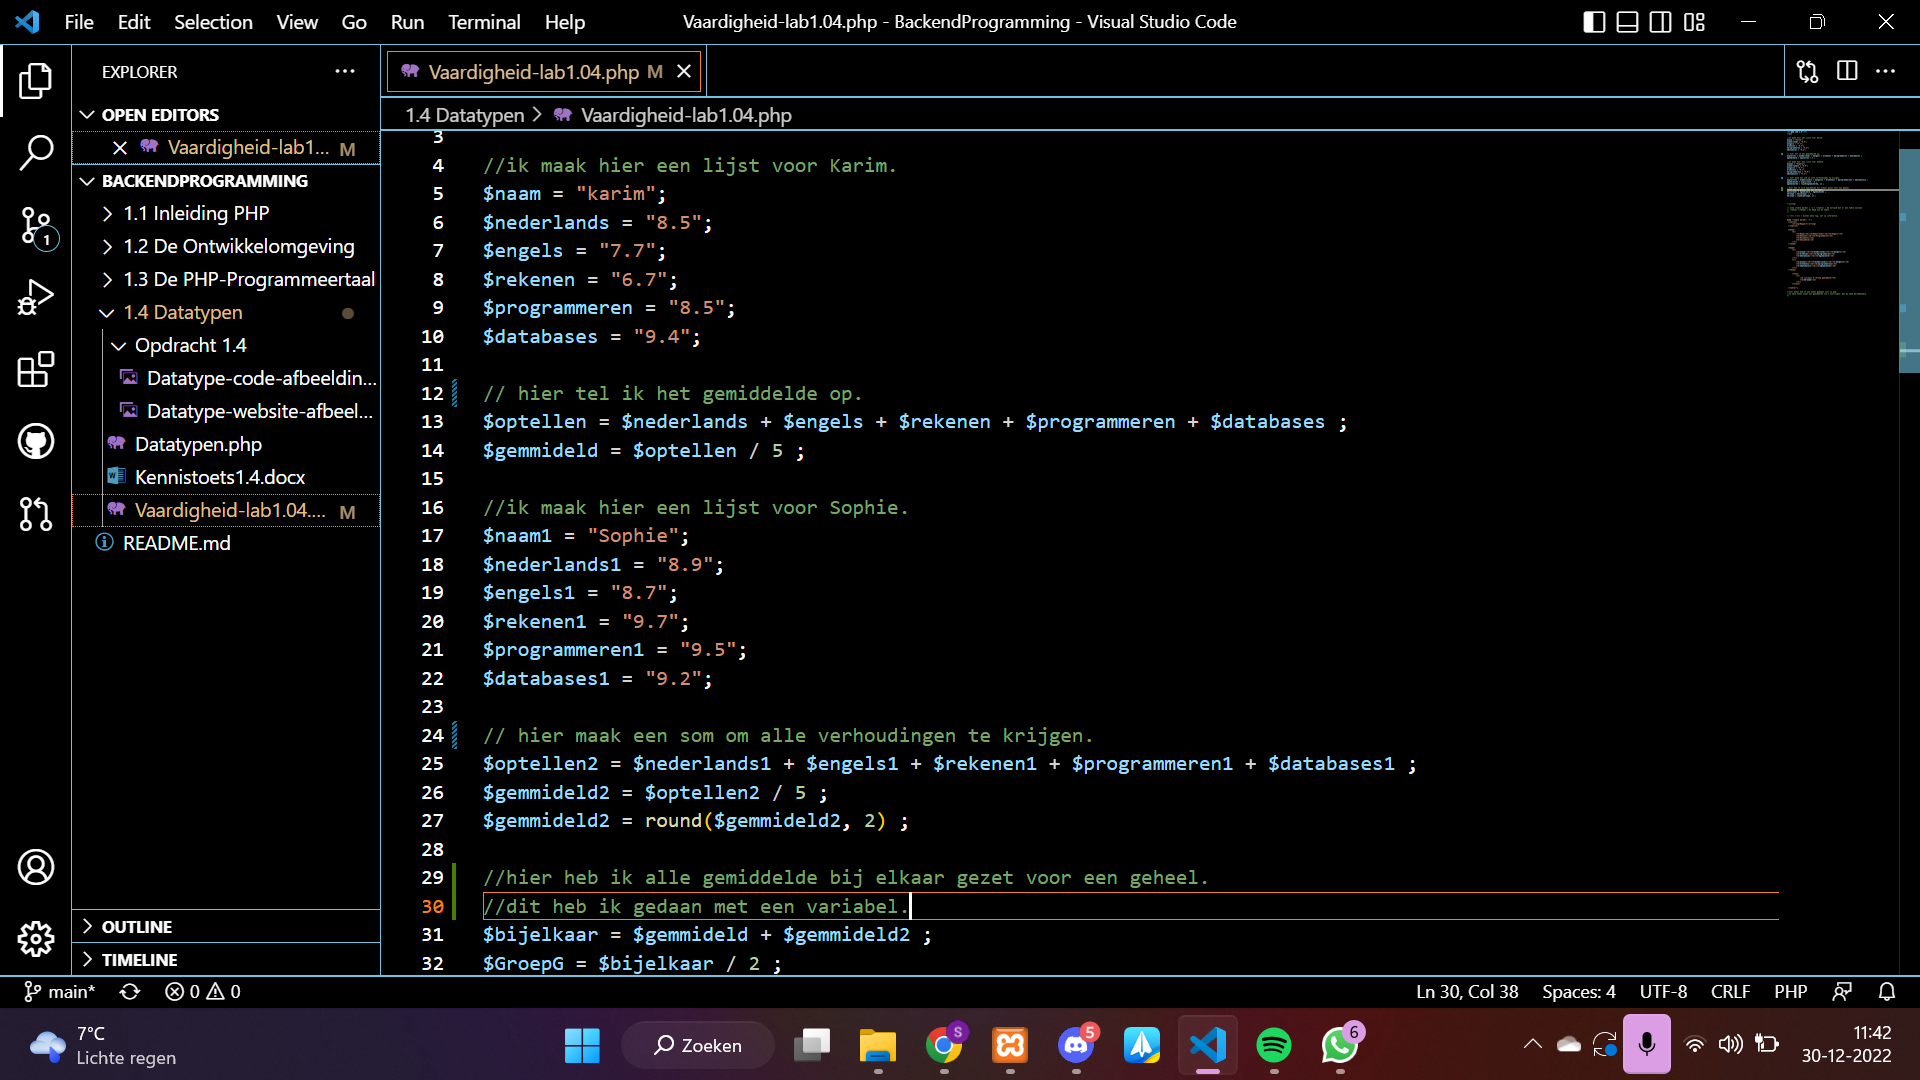 File Edit Selection View Go Run Terminal Help
Vaardigheid-lab1.04.php - BackendProgramming - Visual Studio Code
EXPLORER
Vaardigheid-lab1.04.php M
OPEN EDITORS
1.4 Datatypen > Vaardigheid-lab1.04.php
Vaardigheid-lab1... M
BACKENDPROGRAMMING
1.1 Inleiding PHP
1.2 De Ontwikkelomgeving
1.3 De PHP-Programmeertaal
1.4 Datatypen
Opdracht 1.4
Datatype-code-afbeeldin...
Datatype-website-afbeel...
Datatypen.php
Kennistoets1.4.docx
Vaardigheid-lab1.04.... M
README.md
OUTLINE
TIMELINE
1
3
4 //ik maak hier een lijst voor Karim.
5 $naam = "karim";
6 $nederlands = "8.5";
7 $engels = "7.7";
8 $rekenen = "6.7";
9 $programmeren = "8.5";
10 $databases = "9.4";
11
12 // hier tel ik het gemiddelde op.
13 $optellen = $nederlands + $engels + $rekenen + $programmeren + $databases ;
14 $gemmideld = $optellen / 5 ;
15
16 //ik maak hier een lijst voor Sophie.
17 $naam1 = "Sophie";
18 $nederlands1 = "8.9";
19 $engels1 = "8.7";
20 $rekenen1 = "9.7";
21 $programmeren1 = "9.5";
22 $databases1 = "9.2";
23
24 // hier maak een som om alle verhoudingen te krijgen.
25 $optellen2 = $nederlands1 + $engels1 + $rekenen1 + $programmeren1 + $databases1 ;
26 $gemmideld2 = $optellen2 / 5 ;
27 $gemmideld2 = round($gemmideld2, 2) ;
28
29 //hier heb ik alle gemiddelde bij elkaar gezet voor een geheel.
30 //dit heb ik gedaan met een variabel.
31 $bijelkaar = $gemmideld + $gemmideld2 ;
32 $GroepG = $bijelkaar / 2 ;
main* 0 0
Ln 30, Col 38 Spaces: 4 UTF-8 CRLF PHP
7°C
Lichte regen
Zoeken
S
5
6
11:42
30-12-2022